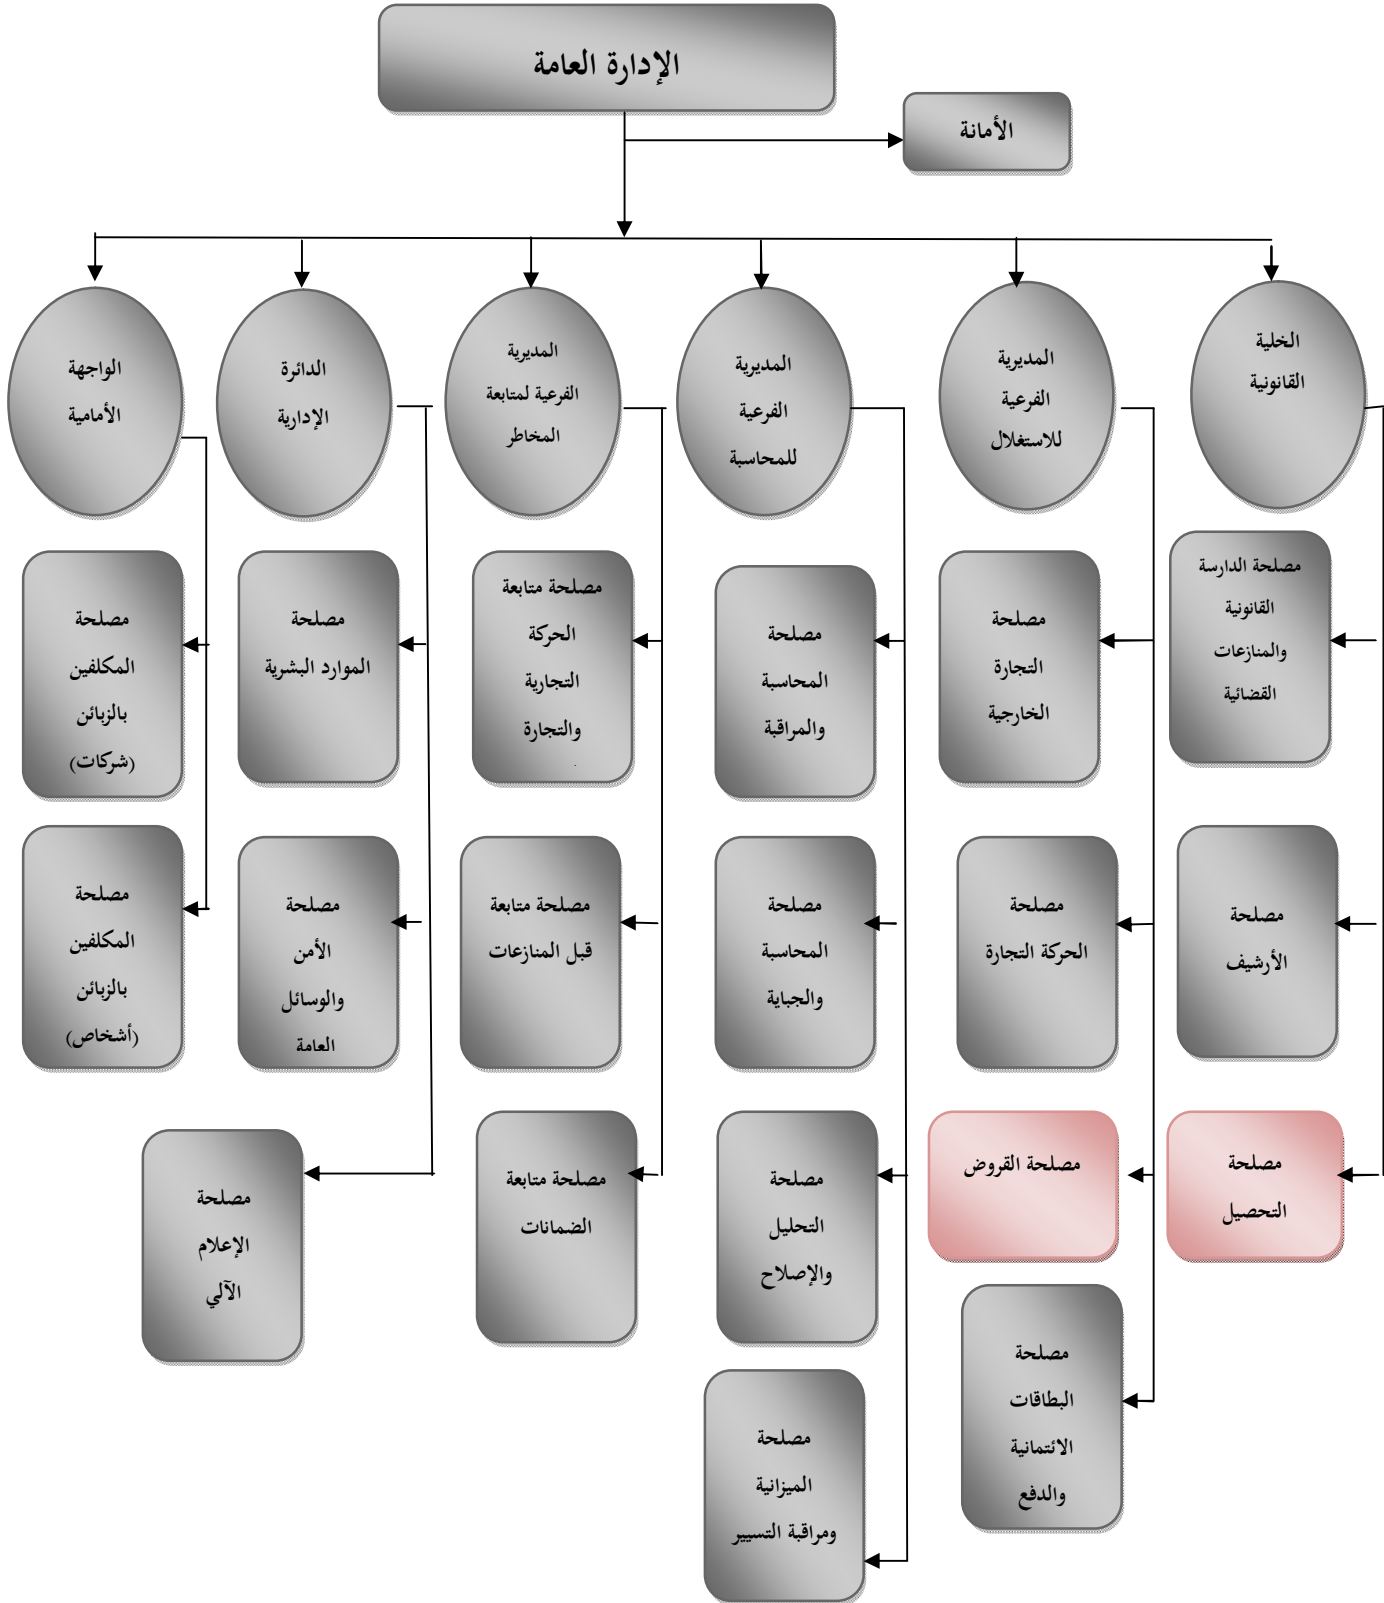 الإدارة العامة
الأمانة
الخلية
القانونية
المديرية
الفرعية
للاستغلال
المديرية
الفرعية
للمحاسبة
المديرية
الفرعية لمتابعة
المخاطر
الدائرة
الإدارية
الواجهة
الأمامية
مصلحة الدارسة
القانونية
والمنازعات
القضائية
مصلحة
التجارة
الخارجية
مصلحة
المحاسبة
والمراقبة
مصلحة متابعة
الحركة
التجارية
والتجارة
مصلحة
الموارد البشرية
مصلحة
المكلفين
بالزبائن
(شركات)
مصلحة
الأرشيف
مصلحة
الحركة التجارة
مصلحة
المحاسبة
والجباية
مصلحة متابعة
قبل المنازعات
مصلحة
الأمن
والوسائل
العامة
مصلحة
المكلفين
بالزبائن
(أشخاص)
مصلحة
التحصيل
مصلحة القروض
مصلحة
التحليل
والإصلاح
مصلحة متابعة
الضمانات
مصلحة
الإعلام
الآلي
مصلحة
البطاقات
الائتمانية
والدفع
مصلحة
الميزانية
ومراقبة التسيير